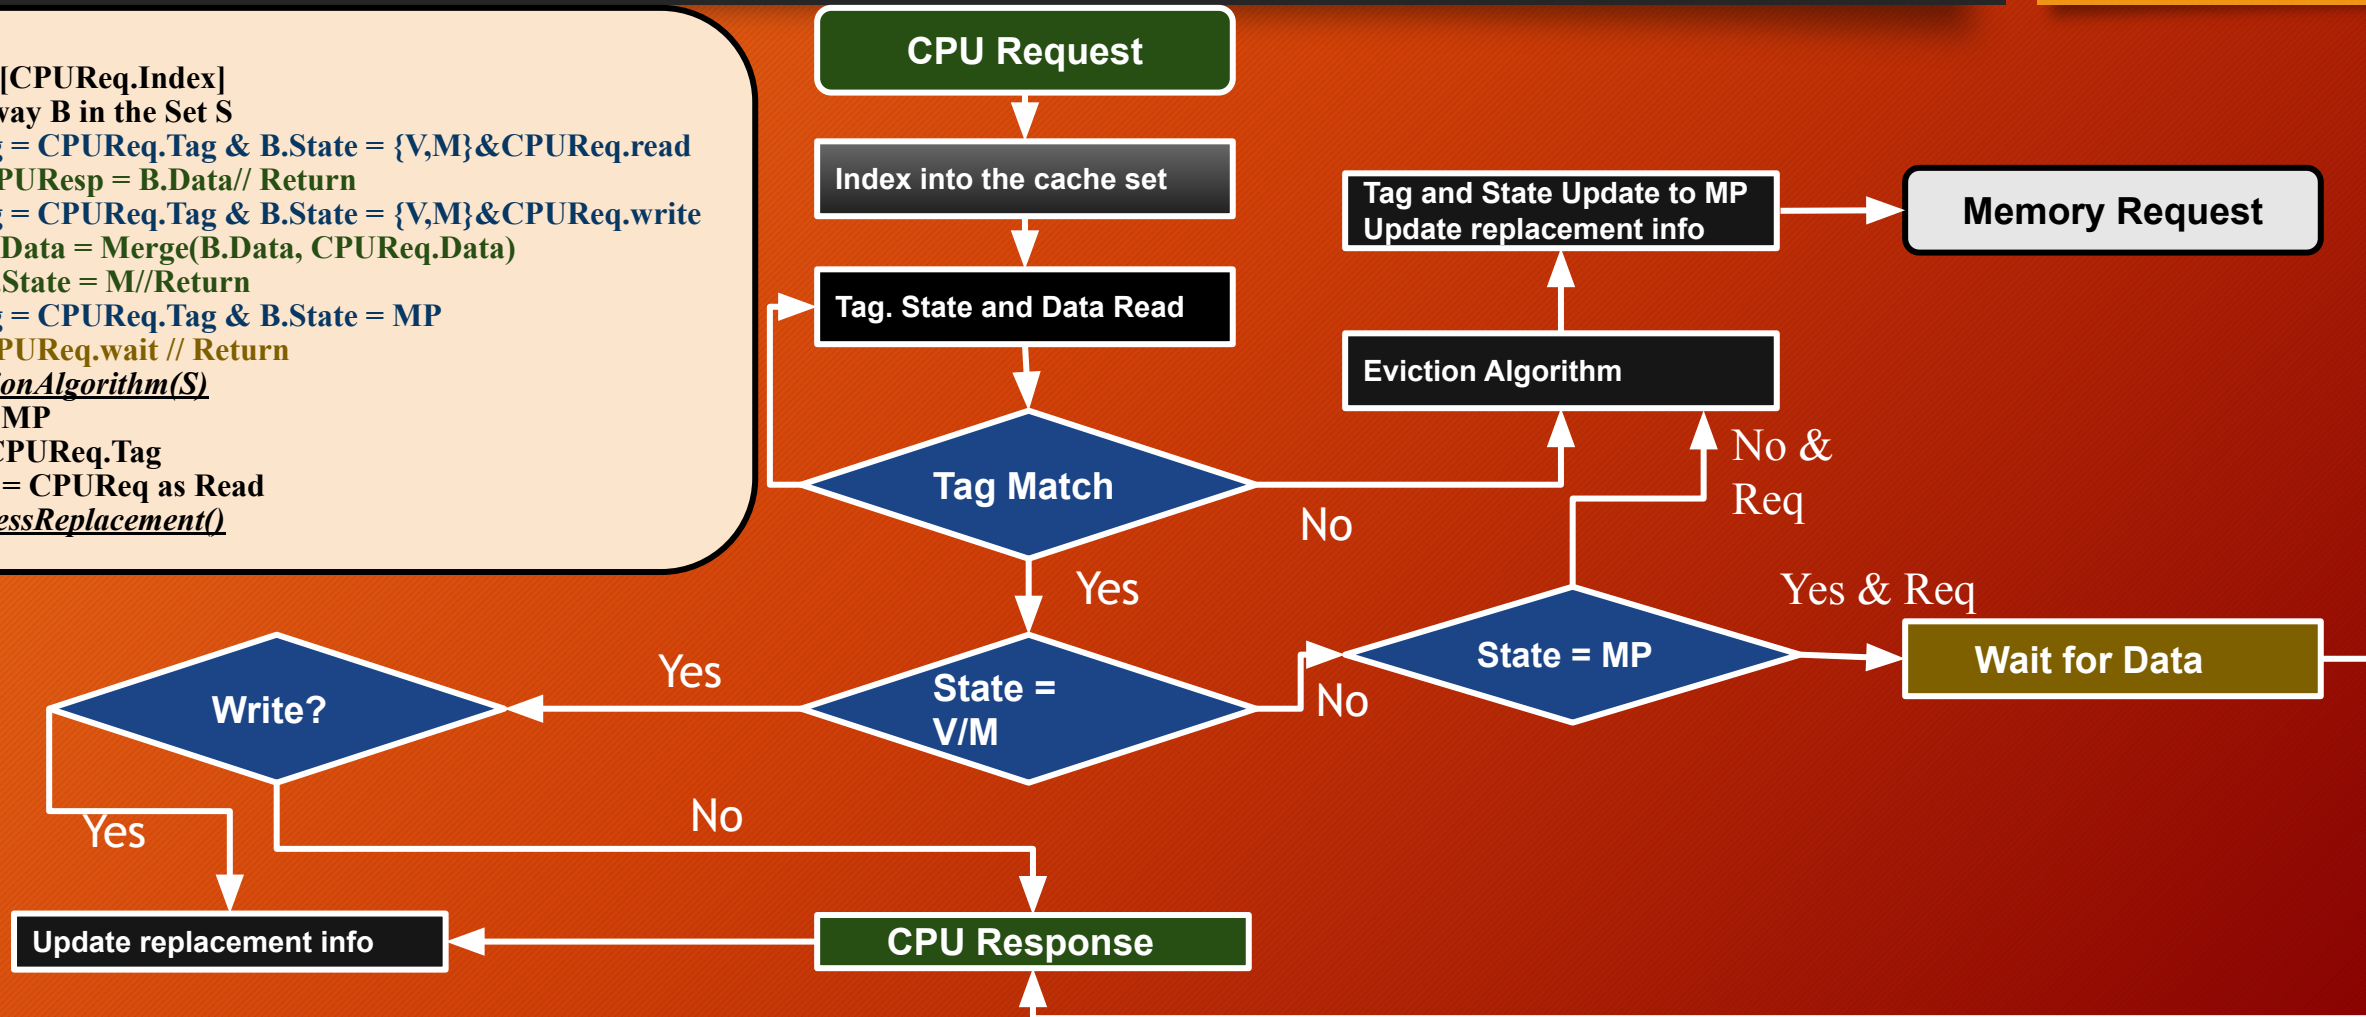 [CPUReq.Index]
way B in the Set S
= CPUReq.Tag & B.State = {V,M}&CPUReq.read
PUResp = B.Data// Return
= CPUReq.Tag & B.State = {V,M}&CPUReq.write
Data = Merge(B.Data, CPUReq.Data)
.State = M//Return
= CPUReq.Tag & B.State = MP
PUReq.wait // Return
ionAlgorithm(S)
MP
CPUReq.Tag
= CPUReq as Read
essReplacement()
CPU Request
Index into the cache set
Tag. State and Data Read
Tag Match
No
Yes
Tag and State Update to MP
Update replacement info
Memory Request
Eviction Algorithm
No &
Req
Yes & Req
State = MP
Wait for Data
No
State =
V/M
Yes
Write?
Yes
No
Update replacement info
CPU Response